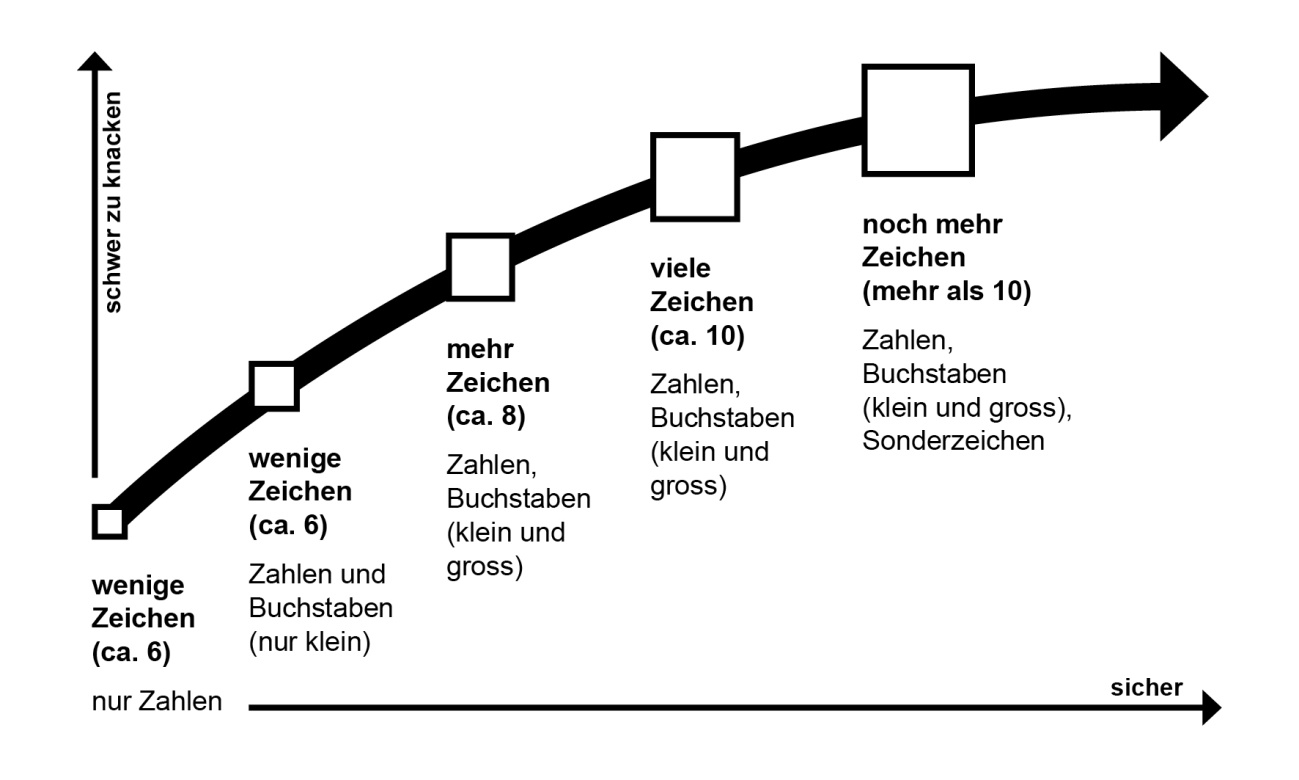 schwer zu knacken
wenige
Zeichen
(ca. 6)
nur Zahlen
wenige
Zeichen
(ca. 6)
Zahlen und
Buchstaben
(nur klein)
mehr
Zeichen
(ca. 8)
Zahlen,
Buchstaben
(klein und
gross)
viele
Zeichen
(ca. 10)
Zahlen,
Buchstaben
(klein und
gross)
noch mehr
Zeichen
(mehr als 10)
Zahlen,
Buchstaben
(klein und gross),
Sonderzeichen
sicher